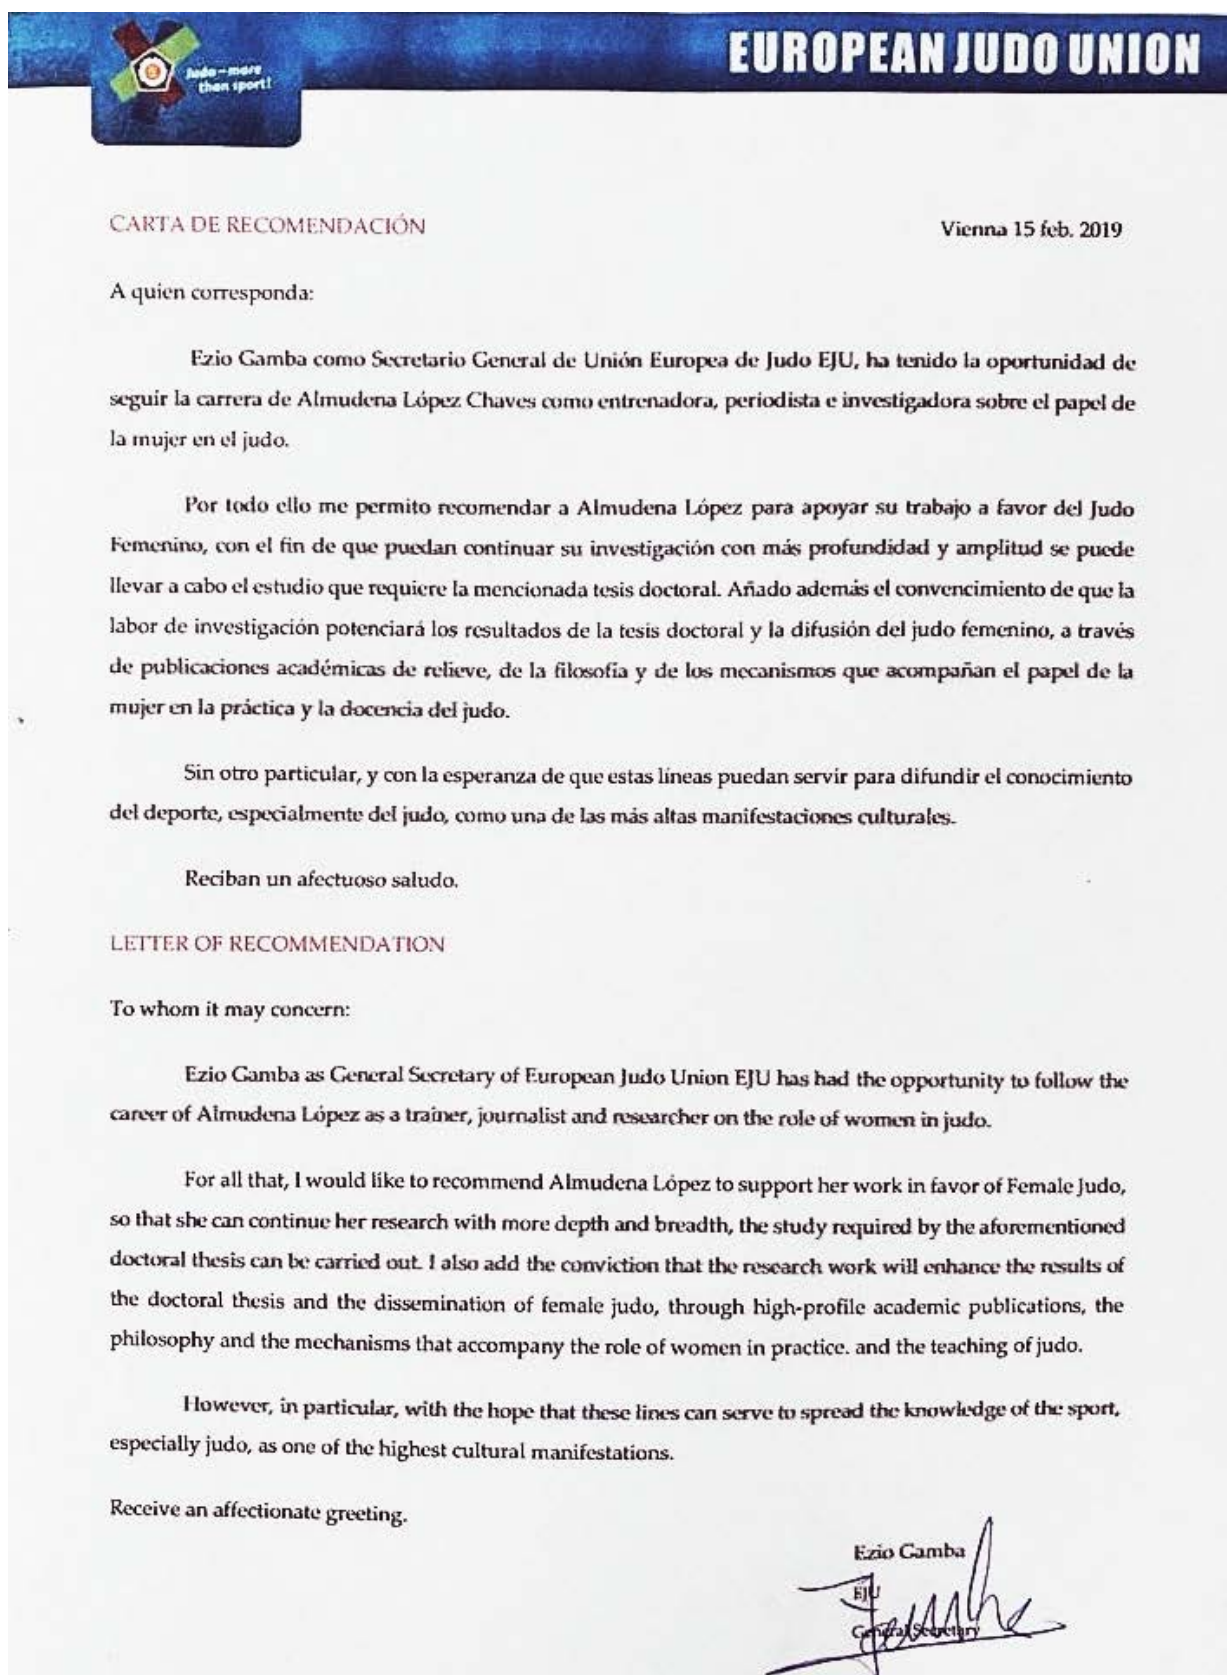 Judo – more
than sport!
EUROPEAN JUDO UNION
CARTA DE RECOMENDACIÓN
Vienna 15 feb. 2019
A quien corresponda:
Ezio Gamba como Secretario General de Unión Europea de Judo EJU, ha tenido la oportunidad de
seguir la carrera de Almudena López Chaves como entrenadora, periodista e investigadora sobre el papel de
la mujer en el judo.
Por todo ello me permito recomendar a Almudena López para apoyar su trabajo a favor del Judo
Femenino, con el fin de que puedan continuar su investigación con más profundidad y amplitud se puede
llevar a cabo el estudio que requiere la mencionada tesis doctoral. Añado además el convencimiento de que la
labor de investigación potenciará los resultados de la tesis doctoral y la difusión del judo femenino, a través
de publicaciones académicas de relieve, de la filosofía y de los mecanismos que acompañan el papel de la
mujer en la práctica y la docencia del judo.
Sin otro particular, y con la esperanza de que estas líneas puedan servir para difundir el conocimiento
del deporte, especialmente del judo, como una de las más altas manifestaciones culturales.
Reciban un afectuoso saludo.
LETTER OF RECOMMENDATION
To whom it may concern:
Ezio Gamba as General Secretary of European Judo Union EJU has had the opportunity to follow the
career of Almudena López as a trainer, journalist and researcher on the role of women in judo.
For all that, I would like to recommend Almudena López to support her work in favor of Female Judo,
so that she can continue her research with more depth and breadth, the study required by the aforementioned
doctoral thesis can be carried out. I also add the conviction that the research work will enhance the results of
the doctoral thesis and the dissemination of female judo, through high-profile academic publications, the
philosophy and the mechanisms that accompany the role of women in practice. and the teaching of judo.
However, in particular, with the hope that these lines can serve to spread the knowledge of the sport,
especially judo, as one of the highest cultural manifestations.
Receive an affectionate greeting.
Ezio Gamba
EJU
General Secretary